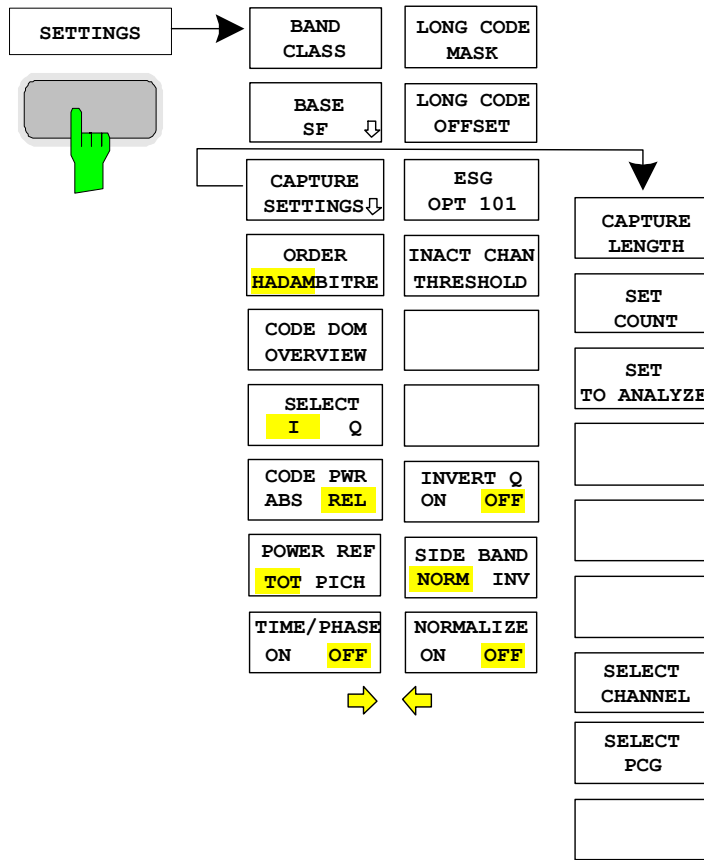 SETTINGS
BAND
CLASS
LONG CODE
MASK
BASE
SF
LONG CODE
OFFSET
CAPTURE
SETTINGS
ESG
OPT 101
ORDER
HADAMBITRE
INACT CHAN
THRESHOLD
CODE DOM
OVERVIEW
SELECT
I Q
CODE PWR
ABS REL
INVERT Q
ON OFF
POWER REF
TOT PICH
SIDE BAND
NORM INV
TIME/PHASE
ON OFF
NORMALIZE
ON OFF
CAPTURE
LENGTH
SET
COUNT
SET
TO ANALYZE
SELECT
CHANNEL
SELECT
PCG